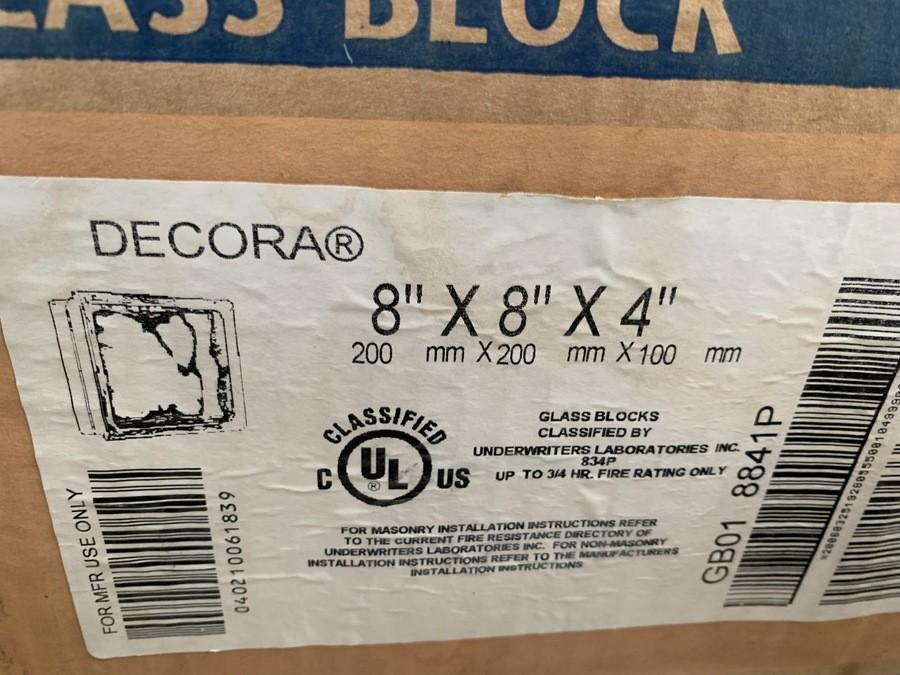 GLASS BLOCK
DECORA®
8" X 8" X 4"
200 mm X 200 mm X 100 mm
CLASSIFIED
C UL ® US
GLASS BLOCKS
CLASSIFIED BY
UNDERWRITERS LABORATORIES INC.
834P
UP TO 3/4 HR. FIRE RATING ONLY
FOR MASONRY INSTALLATION INSTRUCTIONS REFER
TO THE CURRENT FIRE RESISTANCE DIRECTORY OF
UNDERWRITERS LABORATORIES INC. FOR NON-MASONRY
INSTALLATION INSTRUCTIONS REFER TO THE MANUFACTURERS
INSTALLATION INSTRUCTIONS
FOR MFR USE ONLY
040210061839
GB01 8841P